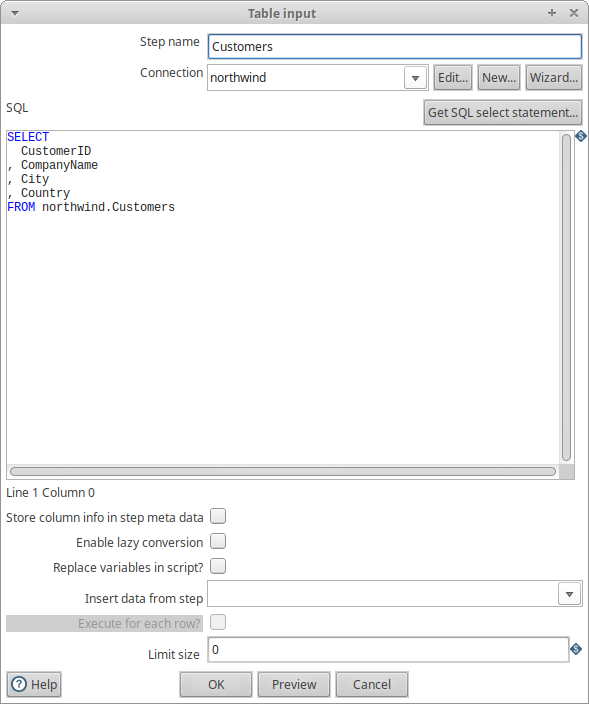 Table input
Step name Customers
Connection northwind Edit... New... Wizard...
SQL Get SQL select statement...
SELECT
  CustomerID
, CompanyName
, City
, Country
FROM northwind.Customers
Line 1 Column 0
Store column info in step meta data
Enable lazy conversion
Replace variables in script?
Insert data from step
Execute for each row?
Limit size 0
Help OK Preview Cancel